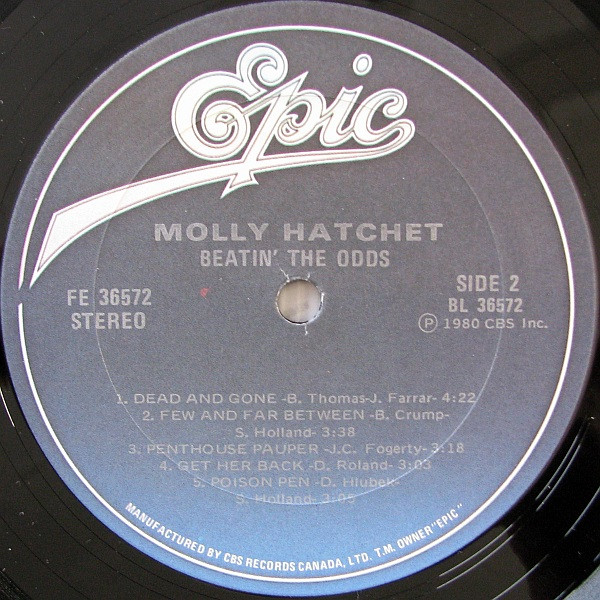 Epic
MOLLY HATCHET
BEATIN' THE ODDS
FE 36572
STEREO
SIDE 2
BL 36572
Ⓟ 1980 CBS Inc.
1. DEAD AND GONE -B. Thomas-J. Farrar- 4:22
2. FEW AND FAR BETWEEN -B. Crump-
S. Holland- 3:38
3. PENTHOUSE PAUPER -J.C. Fogerty- 3:18
4. GET HER BACK -D. Roland- 3:03
5. POISON PEN -D. Hlubek-
S. Holland- 3:05
MANUFACTURED BY CBS RECORDS CANADA, LTD. T.M. OWNER "EPIC"